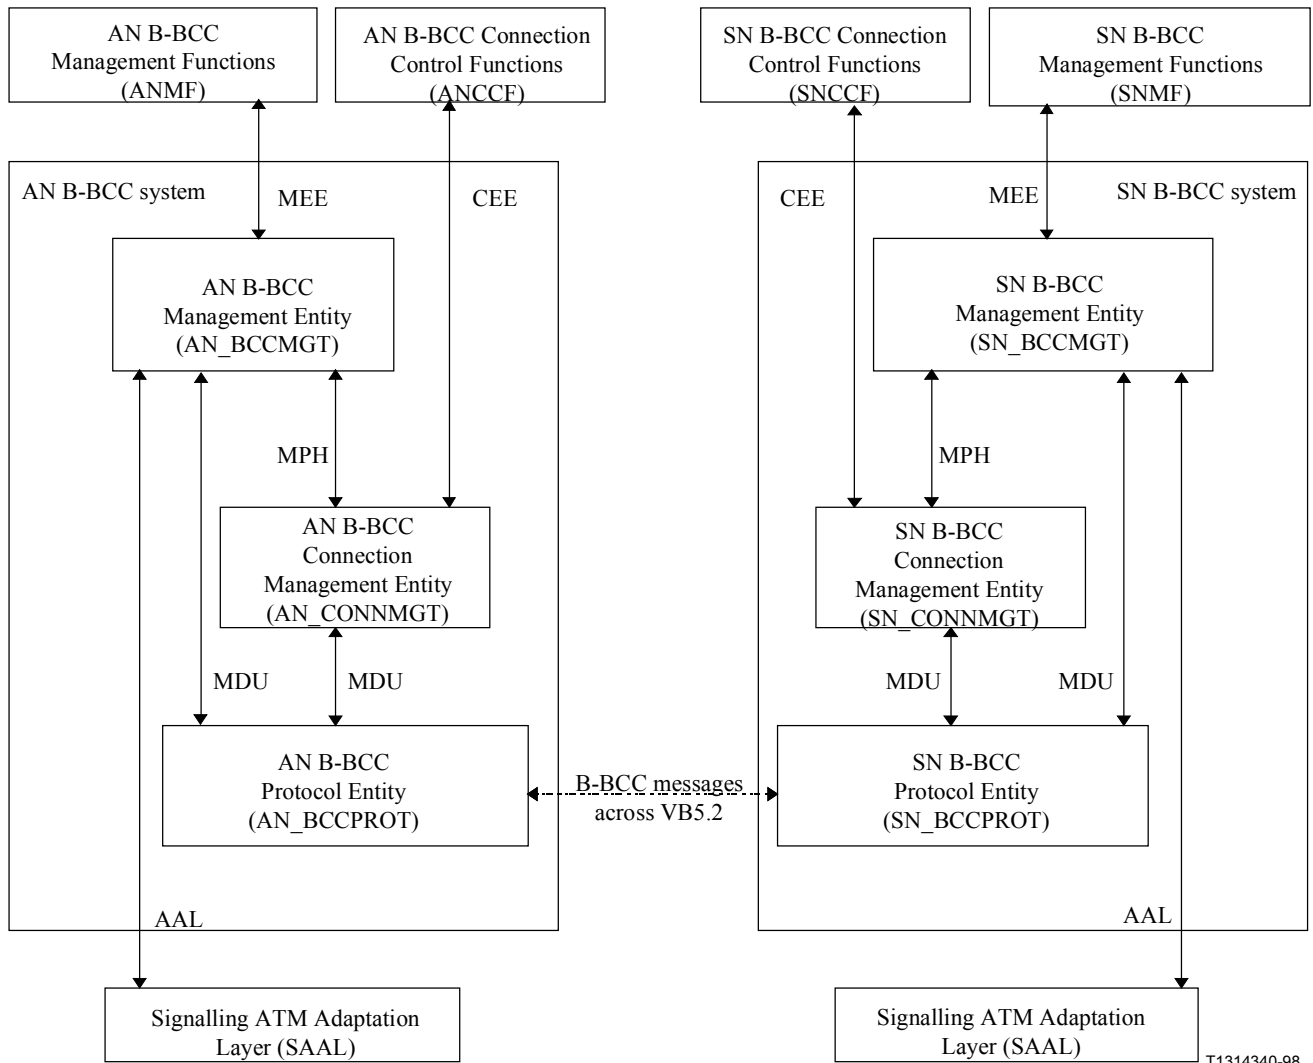 AN B-BCC
Management Functions
(ANMF)
AN B-BCC Connection
Control Functions
(ANCCF)
SN B-BCC Connection
Control Functions
(SNCCF)
SN B-BCC
Management Functions
(SNMF)
AN B-BCC system
MEE
CEE
CEE
MEE
SN B-BCC system
AN B-BCC
Management Entity
(AN_BCCMGT)
SN B-BCC
Management Entity
(SN_BCCMGT)
MPH
MPH
AN B-BCC
Connection
Management Entity
(AN_CONNMGT)
SN B-BCC
Connection
Management Entity
(SN_CONNMGT)
MDU
MDU
MDU
MDU
AN B-BCC
Protocol Entity
(AN_BCCPROT)
B-BCC messages
across VB5.2
SN B-BCC
Protocol Entity
(SN_BCCPROT)
AAL
AAL
Signalling ATM Adaptation
Layer (SAAL)
Signalling ATM Adaptation
Layer (SAAL)
T1314340-98